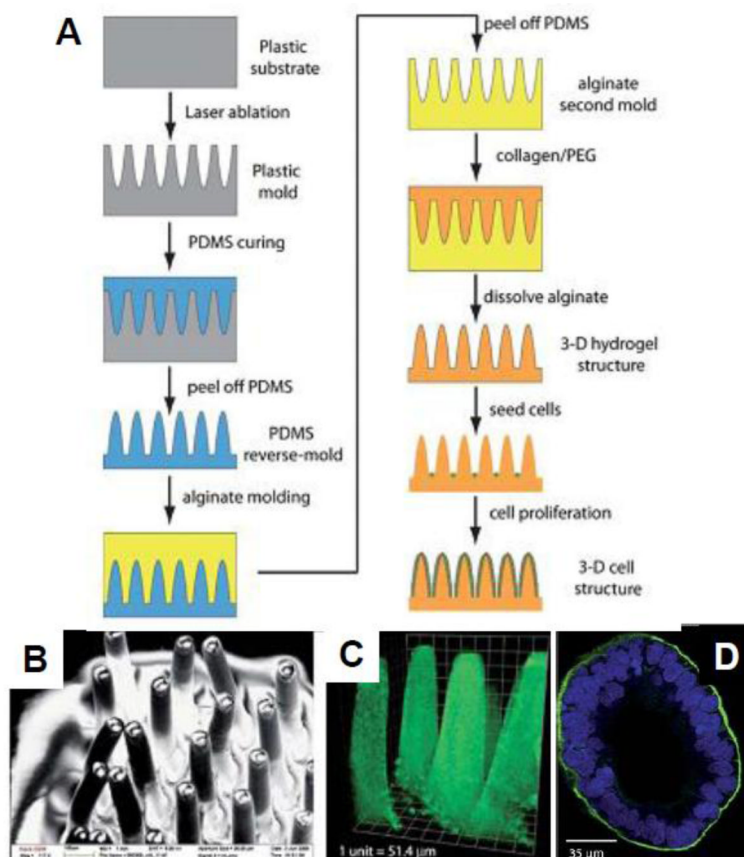 A
Plastic
substrate
Laser ablation
Plastic
mold
PDMS curing
peel off PDMS
PDMS
reverse-mold
alginate molding
peel off PDMS
alginate
second mold
collagen/PEG
dissolve alginate
3-D hydrogel
structure
seed cells
cell proliferation
3-D cell
structure
B
C
1 unit = 51.4 μm
D
35 μm